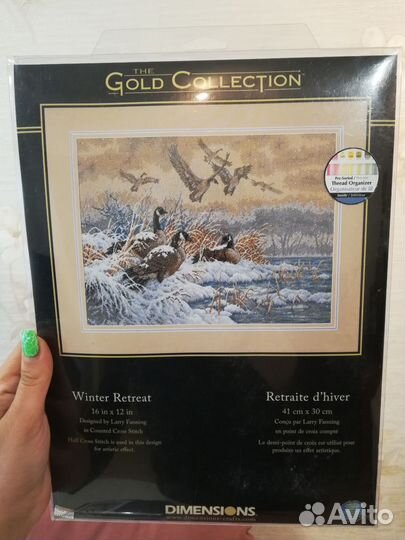 THE
GOLD COLLECTION
Pre-Sorted
Thread Organizer
Inside
Winter Retreat
16 in x 12 in
Designed by Larry Fanning
in Counted Cross Stitch
Half Cross Stitch is used in this design
for artistic effect.
Retraite d'hiver
41 cm x 30 cm
Conçu par Larry Fanning
en point de croix compté
Le demi-point de croix est utilisé pour
produire un effet artistique.
DIMENSIONS
www.dimensions-crafts.com
Avito